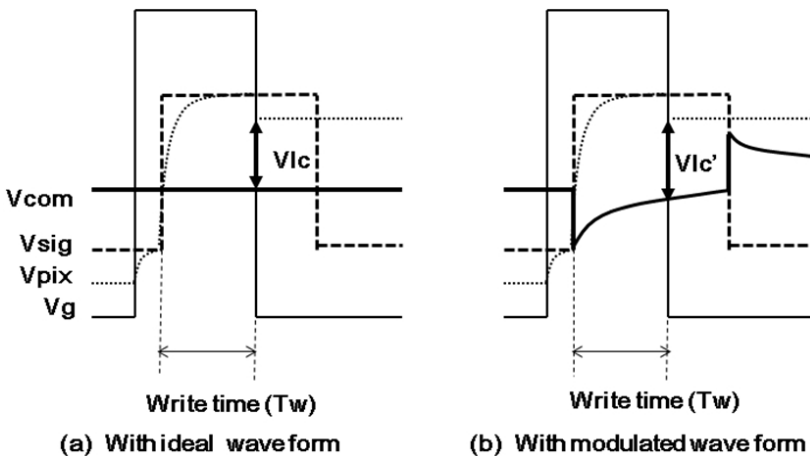 Vlc
Vcom
Vsig
Vpix
Vg
Write time (Tw)
(a) With ideal wave form
Vlc'
Write time (Tw)
(b) With modulated wave form